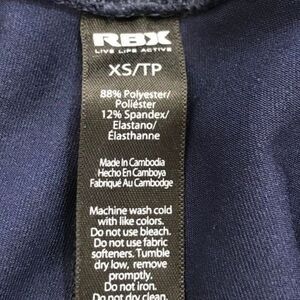 RBX
LIVE LIFE ACTIVE
XS/TP
88% Polyester/
Poliéster
12% Spandex/
Elastano/
Élasthanne
Made In Cambodia
Hecho En Camboya
Fabriqué Au Cambodge
Machine wash cold
with like colors.
Do not use bleach.
Do not use fabric
softeners. Tumble
dry low, remove
promptly.
Do not iron.
Do not dry clean.